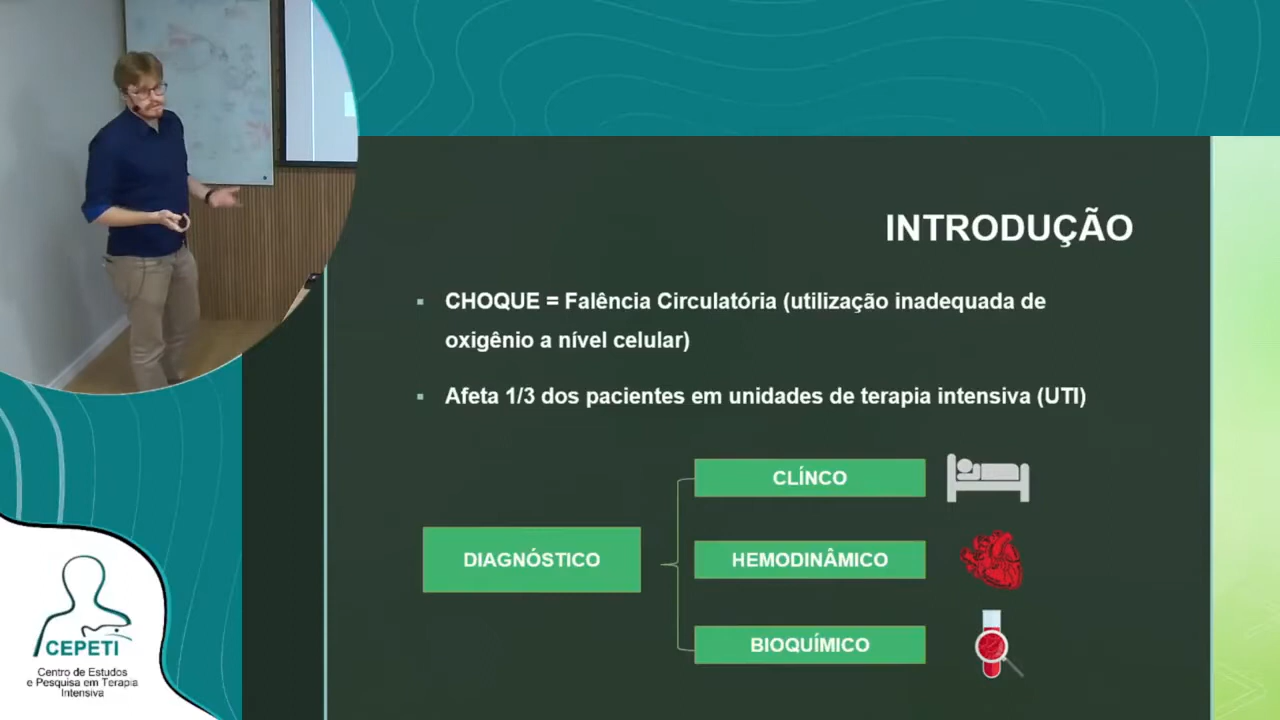 INTRODUÇÃO
▪ CHOQUE = Falência Circulatória (utilização inadequada de
oxigênio a nível celular)
▪ Afeta 1/3 dos pacientes em unidades de terapia intensiva (UTI)
DIAGNÓSTICO
CLÍNCO
HEMODINÂMICO
BIOQUÍMICO
CEPETI
Centro de Estudos
e Pesquisa em Terapia
Intensiva